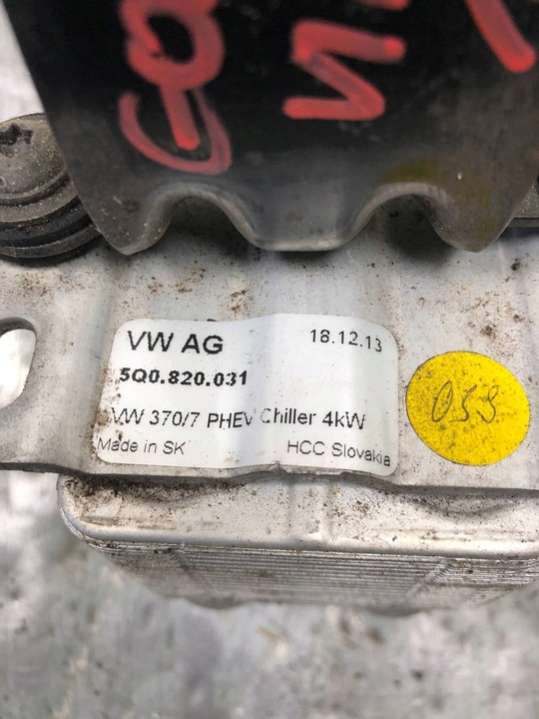 VW AG 18.12.13
5Q0.820.031
VW 370/7 PHEV Chiller 4kW
Made in SK HCC Slovakia